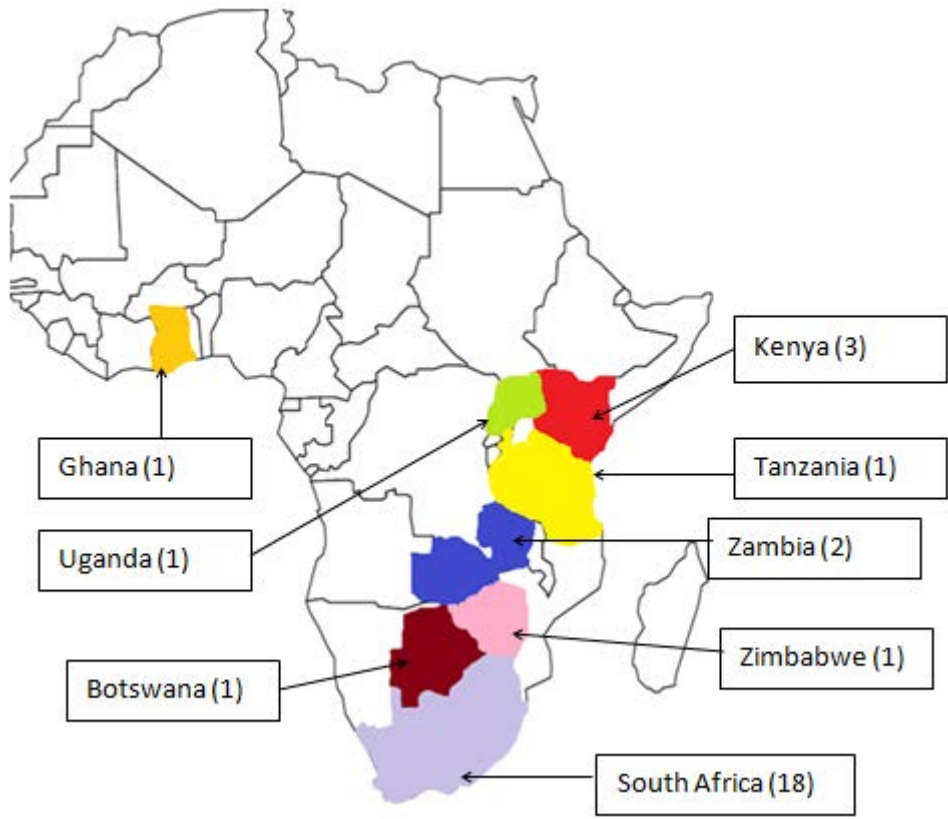 Kenya (3)
Ghana (1)
Tanzania (1)
Uganda (1)
Zambia (2)
Zimbabwe (1)
Botswana (1)
South Africa (18)